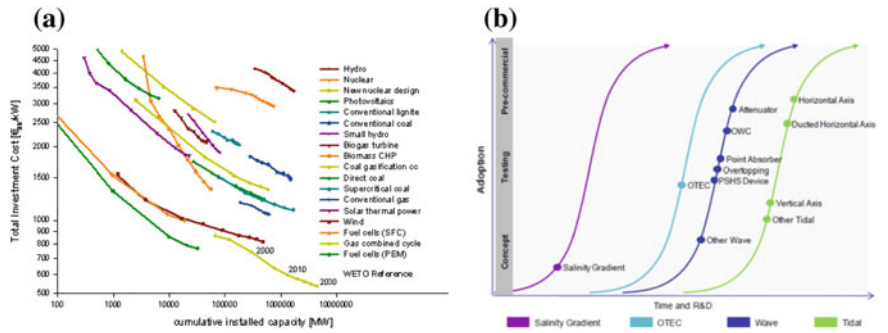 (a)
Total Investment Cost [€99/kW]
5000
4500
4000
3500
3000
2500
2000
1500
1000
900
800
700
600
500
100
1000
10000
100000
1000000
cumulative installed capacity [MW]
2000
2010
2030
Hydro
Nuclear
New nuclear design
Photovoltaics
Conventional lignite
Conventional coal
Small hydro
Biogas turbine
Biomass CHP
Coal gasification cc
Direct coal
Supercritical coal
Conventional gas
Solar thermal power
Wind
Fuel cells (SFC)
Gas combined cycle
Fuel cells (PEM)
WETO Reference
(b)
Adoption
Pre-commercial
Testing
Concept
Salinity Gradient
OTEC
Attenuator
OWC
Point Absorber
Overtopping
PSHS Device
Other Wave
Horizontal Axis
Ducted Horizontal Axis
Vertical Axis
Other Tidal
Time and R&D
Salinity Gradient
OTEC
Wave
Tidal